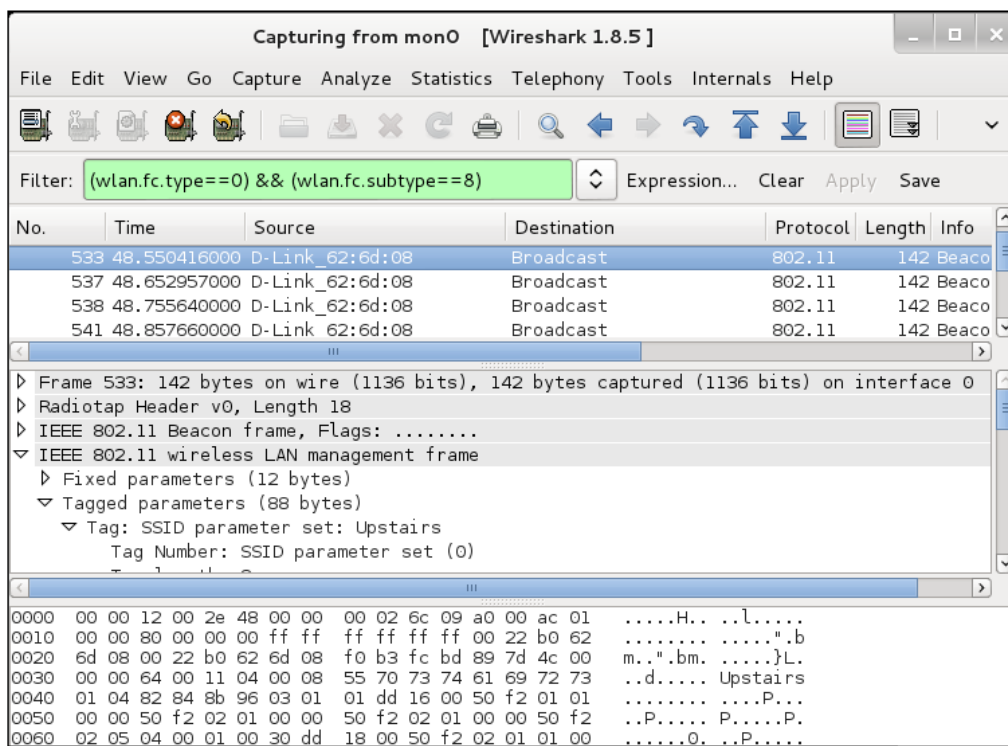 Capturing from mon0 [Wireshark 1.8.5 ]
File Edit View Go Capture Analyze Statistics Telephony Tools Internals Help
Filter: (wlan.fc.type==0) && (wlan.fc.subtype==8) Expression... Clear Apply Save
No. Time Source Destination Protocol Length Info
533 48.550416000 D-Link_62:6d:08 Broadcast 802.11 142 Beaco
537 48.652957000 D-Link_62:6d:08 Broadcast 802.11 142 Beaco
538 48.755640000 D-Link_62:6d:08 Broadcast 802.11 142 Beaco
541 48.857660000 D-Link_62:6d:08 Broadcast 802.11 142 Beaco
Frame 533: 142 bytes on wire (1136 bits), 142 bytes captured (1136 bits) on interface 0
Radiotap Header v0, Length 18
IEEE 802.11 Beacon frame, Flags: ........
IEEE 802.11 wireless LAN management frame
Fixed parameters (12 bytes)
Tagged parameters (88 bytes)
Tag: SSID parameter set: Upstairs
Tag Number: SSID parameter set (0)
0000 00 00 12 00 2e 48 00 00 00 02 6c 09 a0 00 ac 01 .....H.. ..l.....
0010 00 00 80 00 00 00 ff ff ff ff ff ff 00 22 b0 62 ........ .....".b
0020 6d 08 00 22 b0 62 6d 08 f0 b3 fc bd 89 7d 4c 00 m..".bm. .....}L.
0030 00 00 64 00 11 04 00 08 55 70 73 74 61 69 72 73 ..d..... Upstairs
0040 01 04 82 84 8b 96 03 01 01 dd 16 00 50 f2 01 01 ........ ....P...
0050 00 00 50 f2 02 01 00 00 50 f2 02 01 00 00 50 f2 ..P..... P.....P.
0060 02 05 04 00 01 00 30 dd 18 00 50 f2 02 01 01 00 ......0. ..P.....